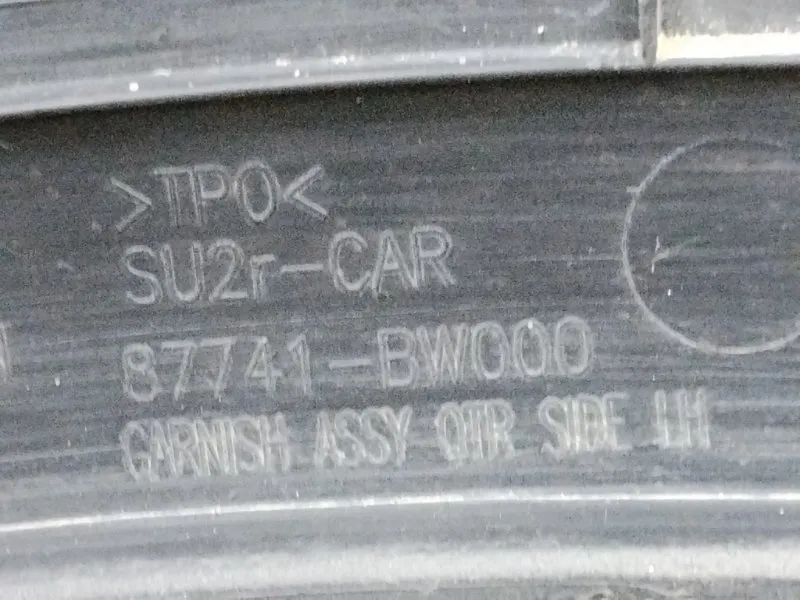 >TPO<
SU2r-CAR
87741-BW000
GARNISH ASSY QTR SIDE LH